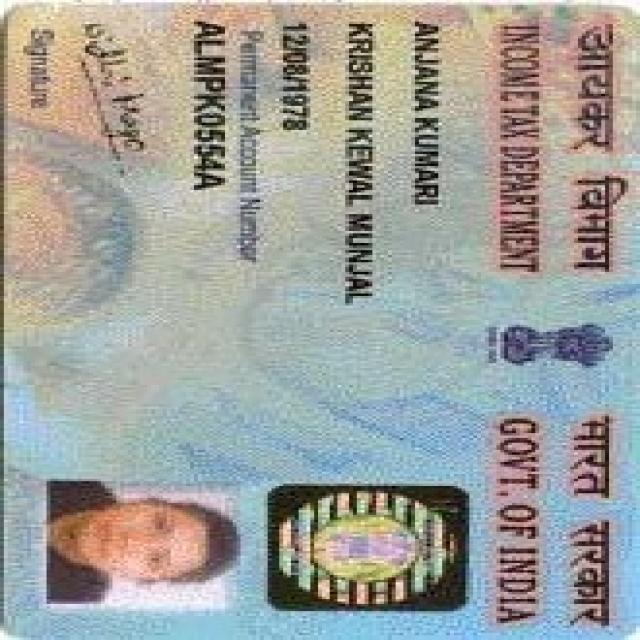 आयकर विभाग
INCOME TAX DEPARTMENT
भारत सरकार
GOVT. OF INDIA
ANJANA KUMARI
KRISHAN KEWAL MUNJAL
12/08/1978
Permanent Account Number
ALMPK0554A
Signature